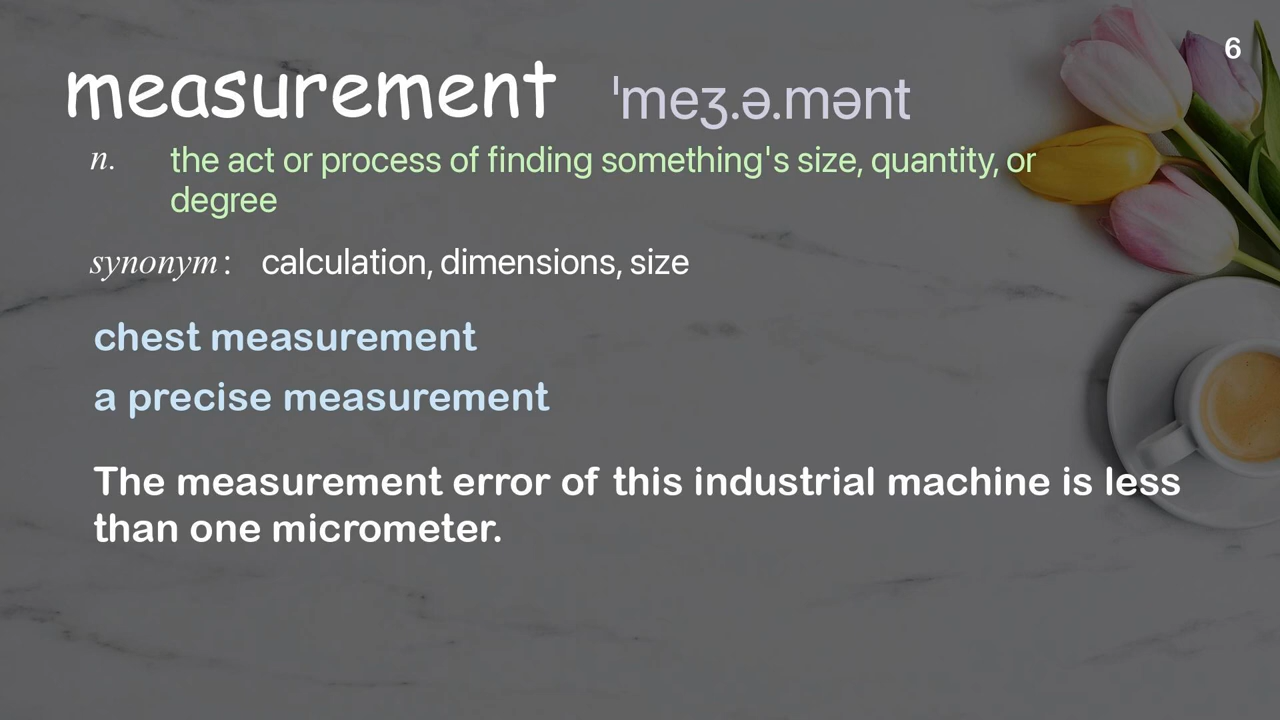 6
measurement ˈmeʒ.ə.mənt
n. the act or process of finding something's size, quantity, or
degree
synonym : calculation, dimensions, size
chest measurement
a precise measurement
The measurement error of this industrial machine is less
than one micrometer.